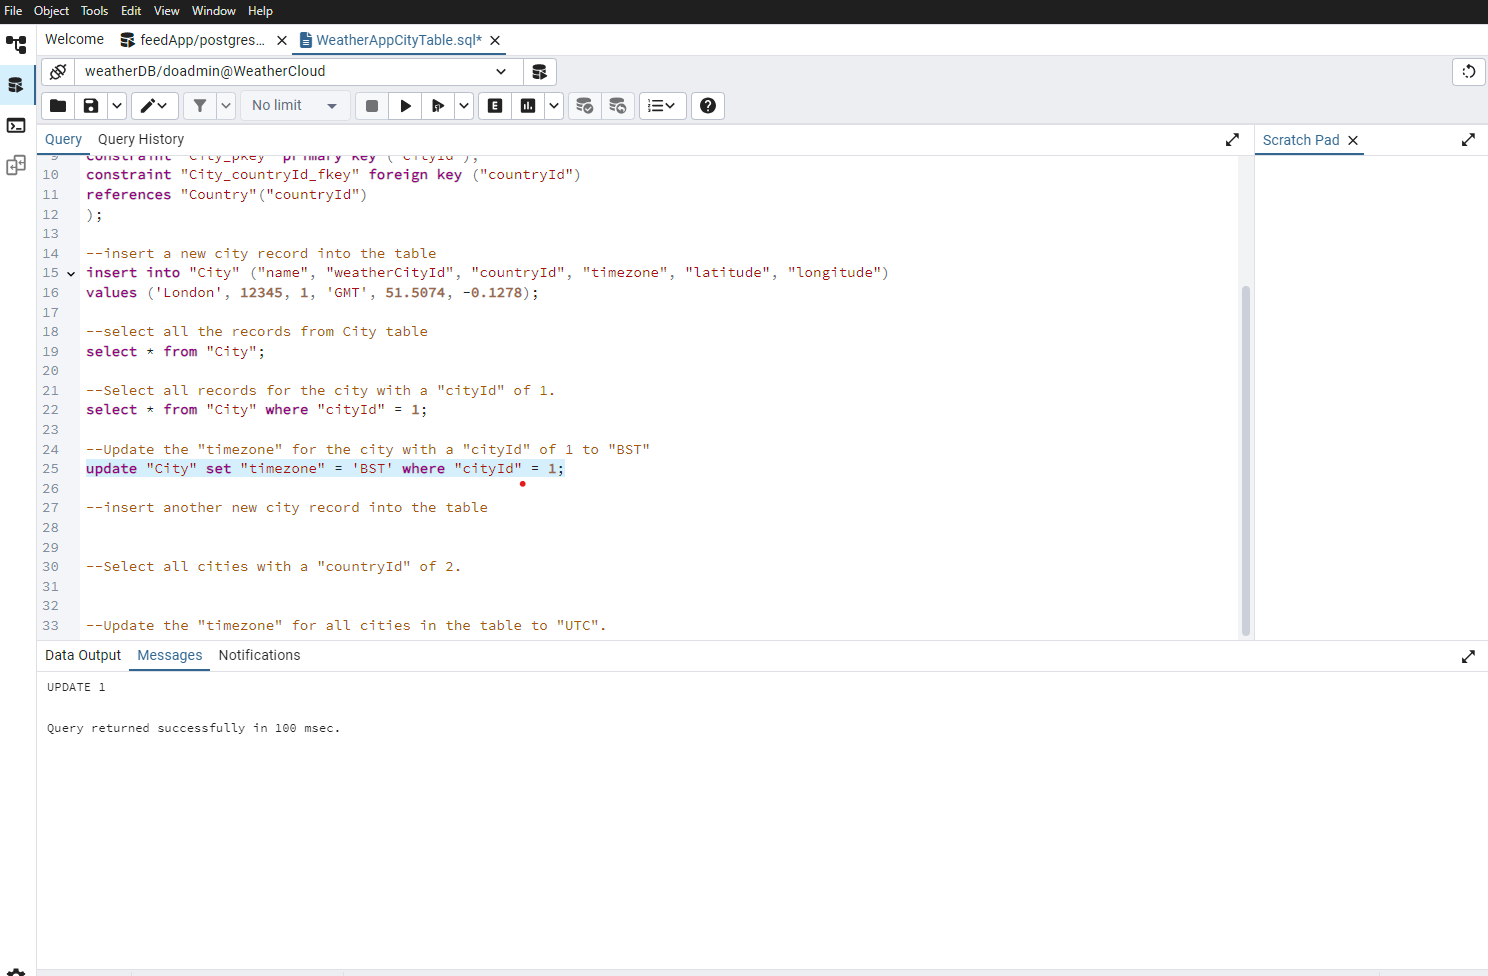 File Object Tools Edit View Window Help
Welcome feedApp/postgres... WeatherAppCityTable.sql*
weatherDB/doadmin@WeatherCloud
No limit
Query Query History
Scratch Pad
9 constraint "City_pkey" primary key ("cityId"),
10 constraint "City_countryId_fkey" foreign key ("countryId")
11 references "Country"("countryId")
12 );
13
14 --insert a new city record into the table
15 insert into "City" ("name", "weatherCityId", "countryId", "timezone", "latitude", "longitude")
16 values ('London', 12345, 1, 'GMT', 51.5074, -0.1278);
17
18 --select all the records from City table
19 select * from "City";
20
21 --Select all records for the city with a "cityId" of 1.
22 select * from "City" where "cityId" = 1;
23
24 --Update the "timezone" for the city with a "cityId" of 1 to "BST"
25 update "City" set "timezone" = 'BST' where "cityId" = 1;
26
27 --insert another new city record into the table
28
29
30 --Select all cities with a "countryId" of 2.
31
32
33 --Update the "timezone" for all cities in the table to "UTC".
Data Output Messages Notifications
UPDATE 1
Query returned successfully in 100 msec.